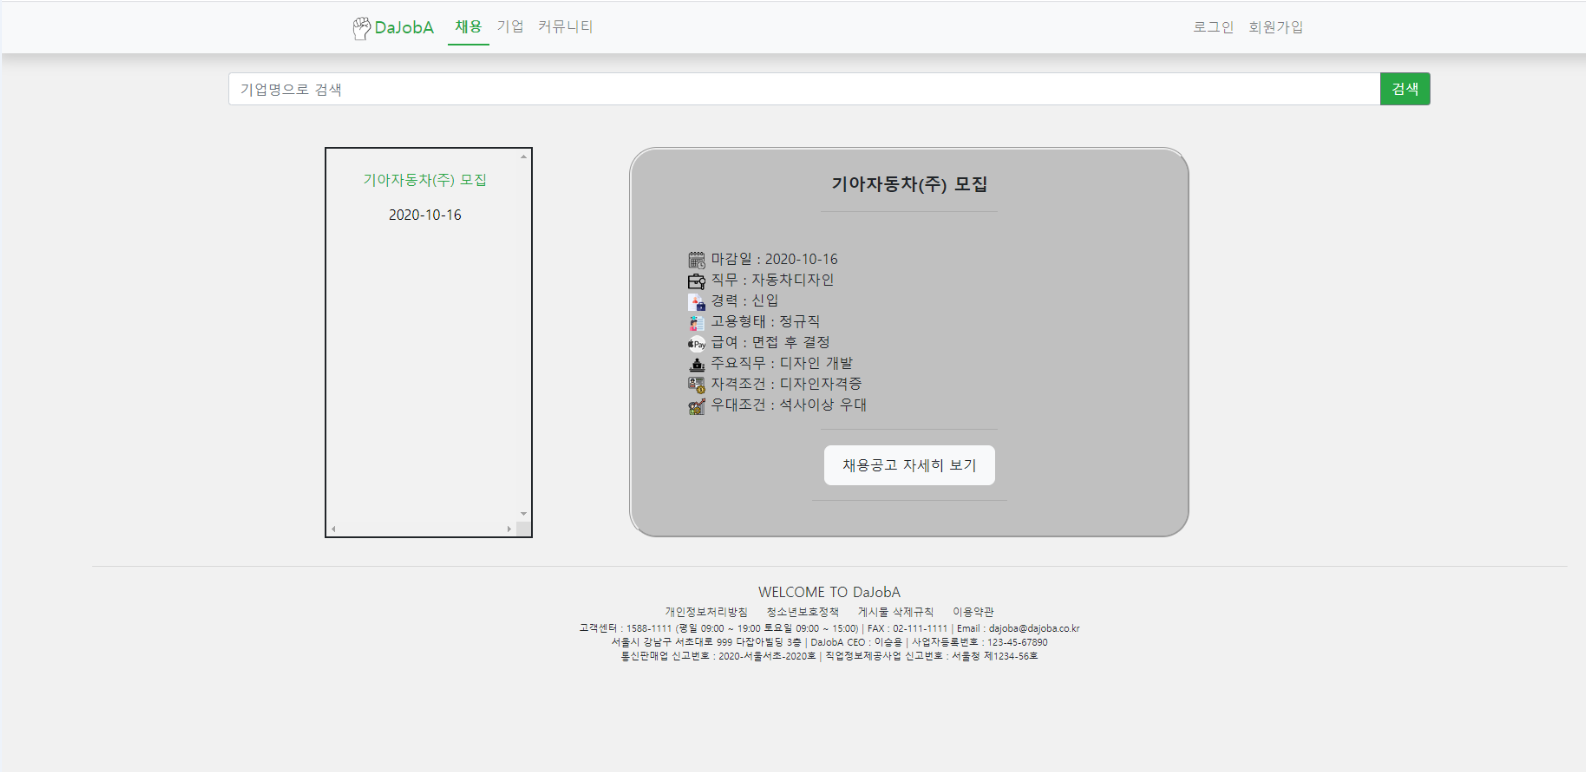 DaJobA 채용 기업 커뮤니티 로그인 회원가입
기업명으로 검색 검색
기아자동차(주) 모집
2020-10-16
기아자동차(주) 모집
마감일 : 2020-10-16
직무 : 자동차디자인
경력 : 신입
고용형태 : 정규직
Pay 급여 : 면접 후 결정
주요직무 : 디자인 개발
자격조건 : 디자인자격증
우대조건 : 석사이상 우대
채용공고 자세히 보기
WELCOME TO DaJobA
개인정보처리방침 청소년보호정책 게시물 삭제규칙 이용약관
고객센터 : 1588-1111 (평일 09:00 ~ 19:00 토요일 09:00 ~ 15:00) | FAX : 02-111-1111 | Email : dajoba@dajoba.co.kr
서울시 강남구 서초대로 999 다잡아빌딩 3층 | DaJobA CEO : 이승용 | 사업자등록번호 : 123-45-67890
통신판매업 신고번호 : 2020-서울서초-2020호 | 직업정보제공사업 신고번호 : 서울청 제1234-56호